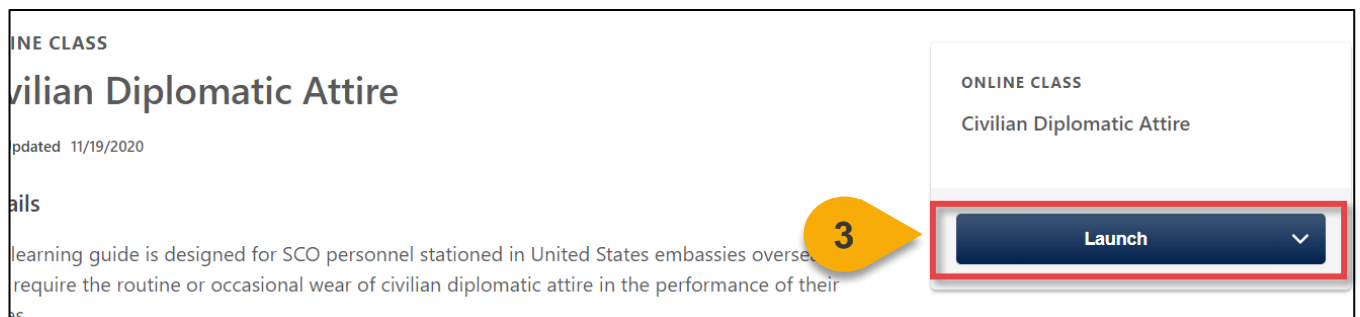 INE CLASS
vilian Diplomatic Attire
pdated 11/19/2020
ails
learning guide is designed for SCO personnel stationed in United States embassies overse
require the routine or occasional wear of civilian diplomatic attire in the performance of their
es
ONLINE CLASS
Civilian Diplomatic Attire
3
Launch